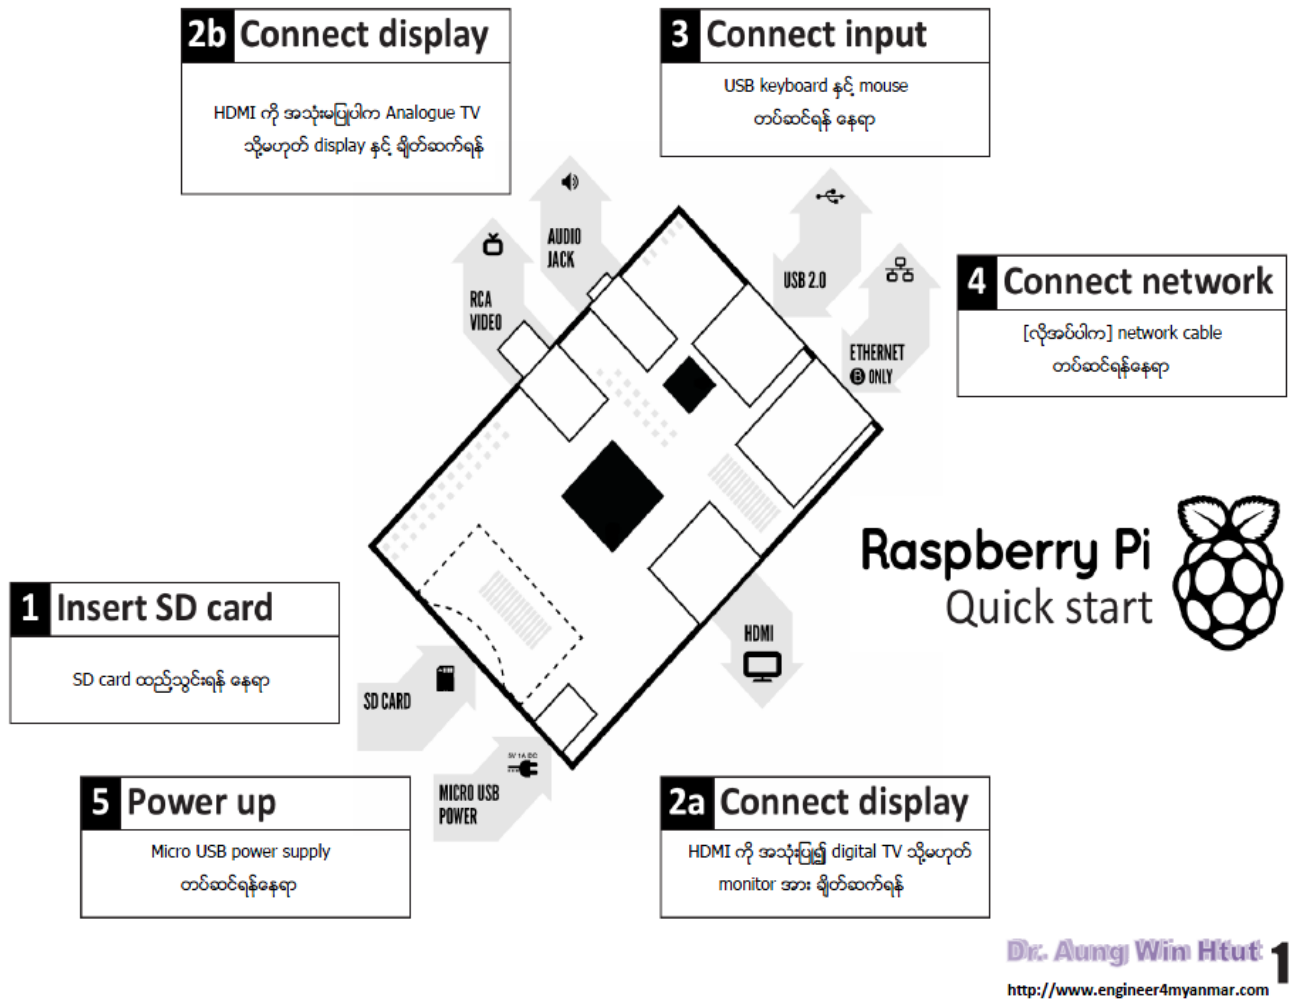 2b Connect display
HDMI ကို အသုံးမပြုပါက Analogue TV
သို့မဟုတ် display နှင့် ချိတ်ဆက်ရန်
3 Connect input
USB keyboard နှင့် mouse
တပ်ဆင်ရန် နေရာ
AUDIO
JACK
RCA
VIDEO
USB 2.0
ETHERNET
B ONLY
4 Connect network
[လိုအပ်ပါက] network cable
တပ်ဆင်ရန်နေရာ
Raspberry Pi
Quick start
1 Insert SD card
SD card ထည့်သွင်းရန် နေရာ
SD CARD
HDMI
5V 1A DC
MICRO USB
POWER
5 Power up
Micro USB power supply
တပ်ဆင်ရန်နေရာ
2a Connect display
HDMI ကို အသုံးပြု၍ digital TV သို့မဟုတ်
monitor အား ချိတ်ဆက်ရန်
Dr. Aung Win Htut 1
http://www.engineer4myanmar.com